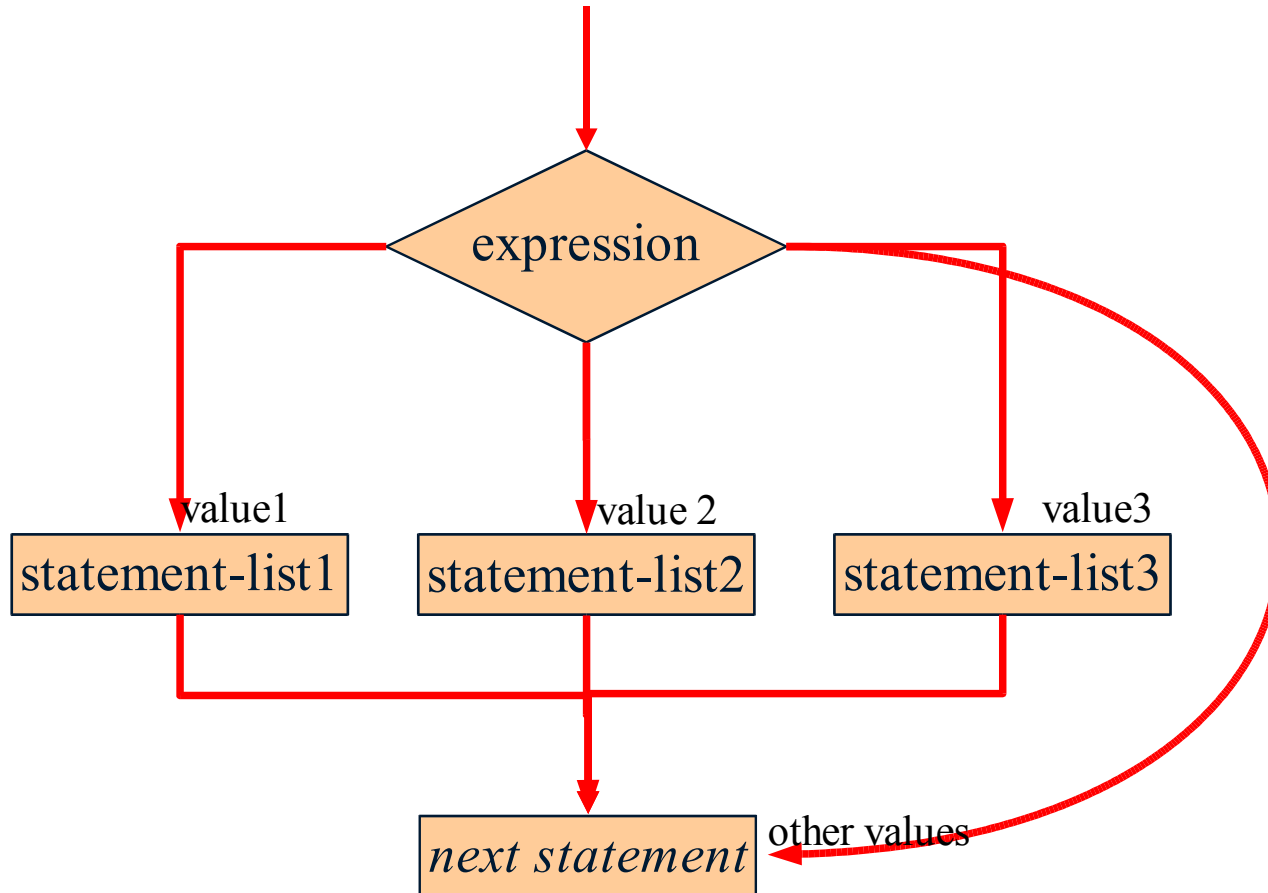 expression
value1
value 2
value3
statement-list1
statement-list2
statement-list3
other values
next statement